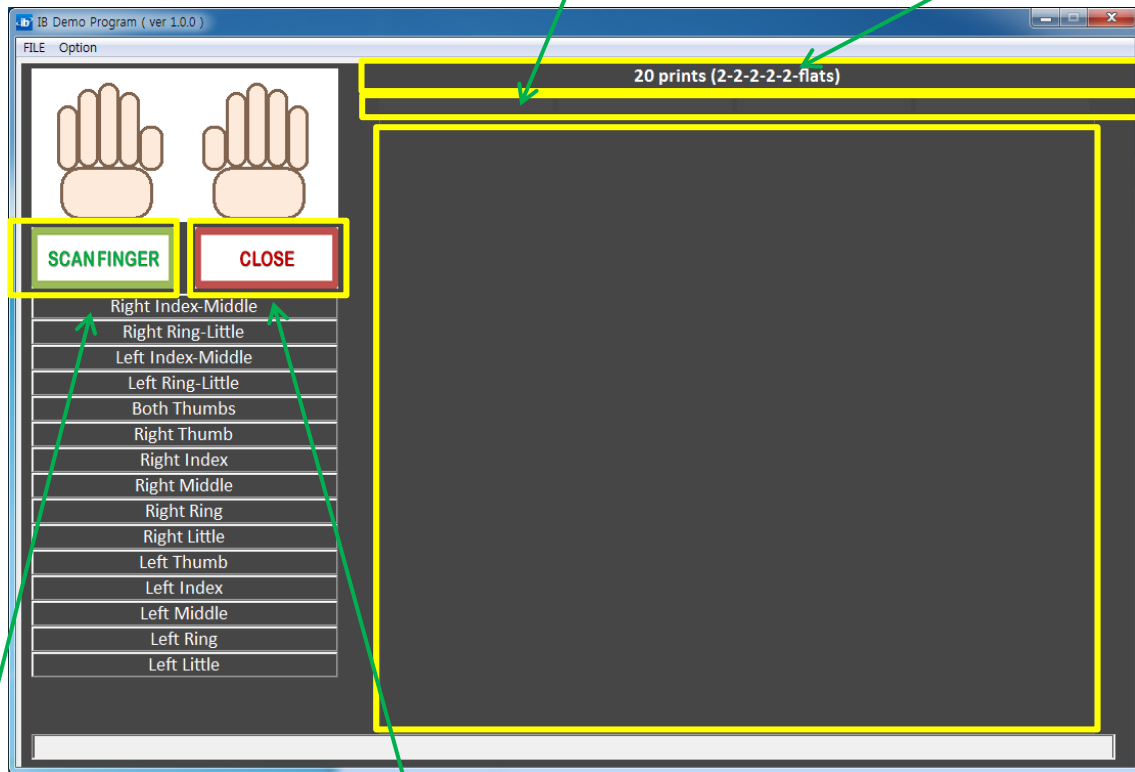 IB Demo Program ( ver 1.0.0 )
FILE Option
20 prints (2-2-2-2-2-flats)
SCAN FINGER
CLOSE
Right Index-Middle
Right Ring-Little
Left Index-Middle
Left Ring-Little
Both Thumbs
Right Thumb
Right Index
Right Middle
Right Ring
Right Little
Left Thumb
Left Index
Left Middle
Left Ring
Left Little